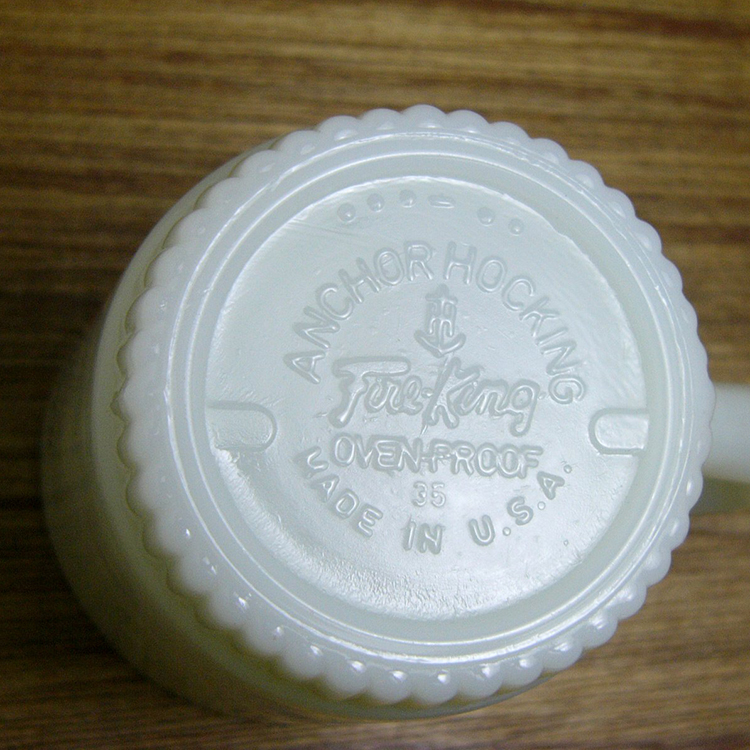 ANCHOR HOCKING
H
Fire-King
OVEN-PROOF
35
MADE IN U.S.A.